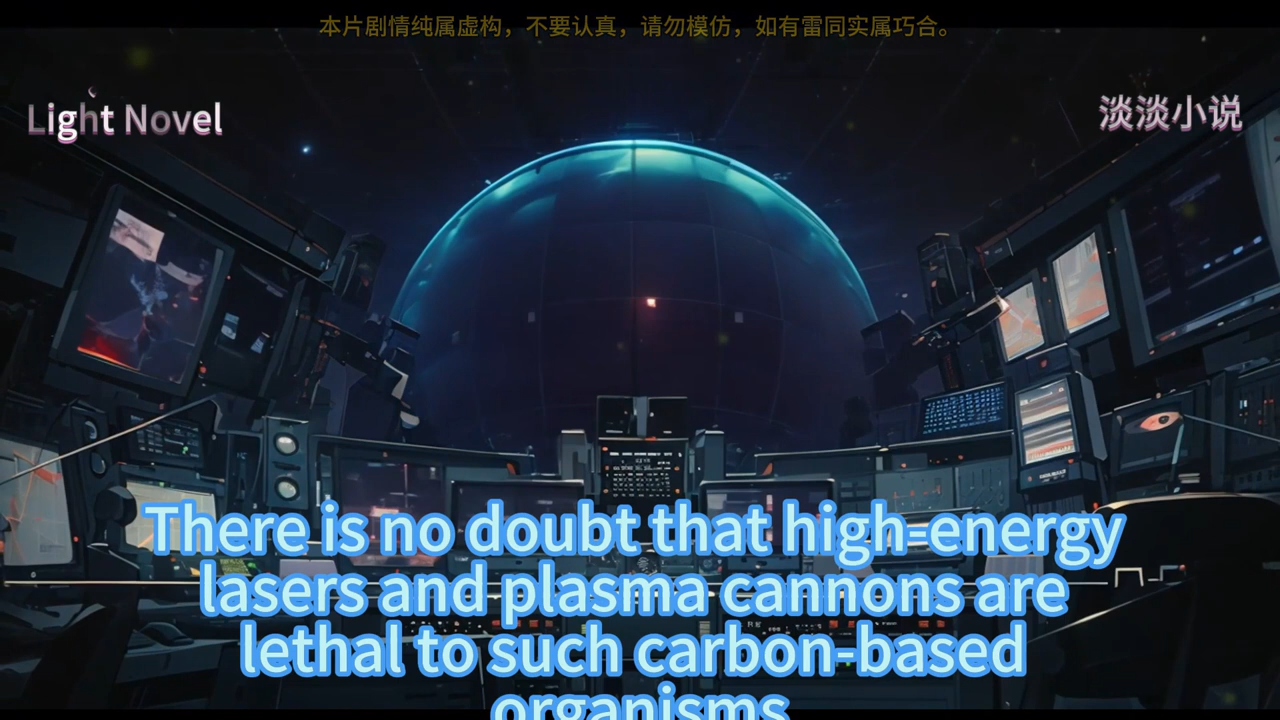 本片剧情纯属虚构，不要认真，请勿模仿，如有雷同实属巧合。
Light Novel
淡淡小说
There is no doubt that high-energy
lasers and plasma cannons are
lethal to such carbon-based
organisms